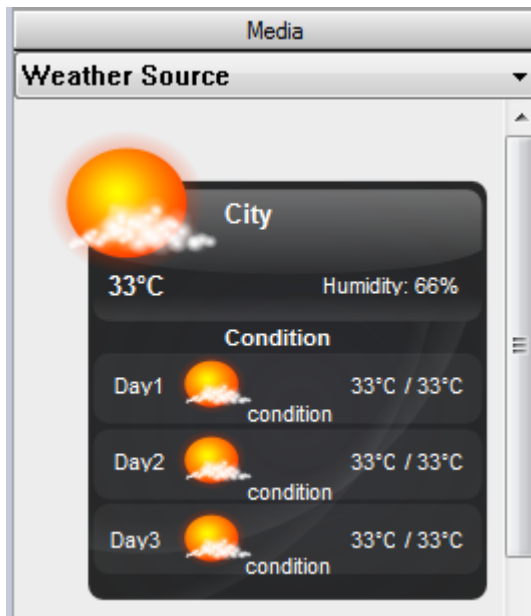 Media
Weather Source
City
33°C Humidity: 66%
Condition
Day1 33°C / 33°C
condition
Day2 33°C / 33°C
condition
Day3 33°C / 33°C
condition